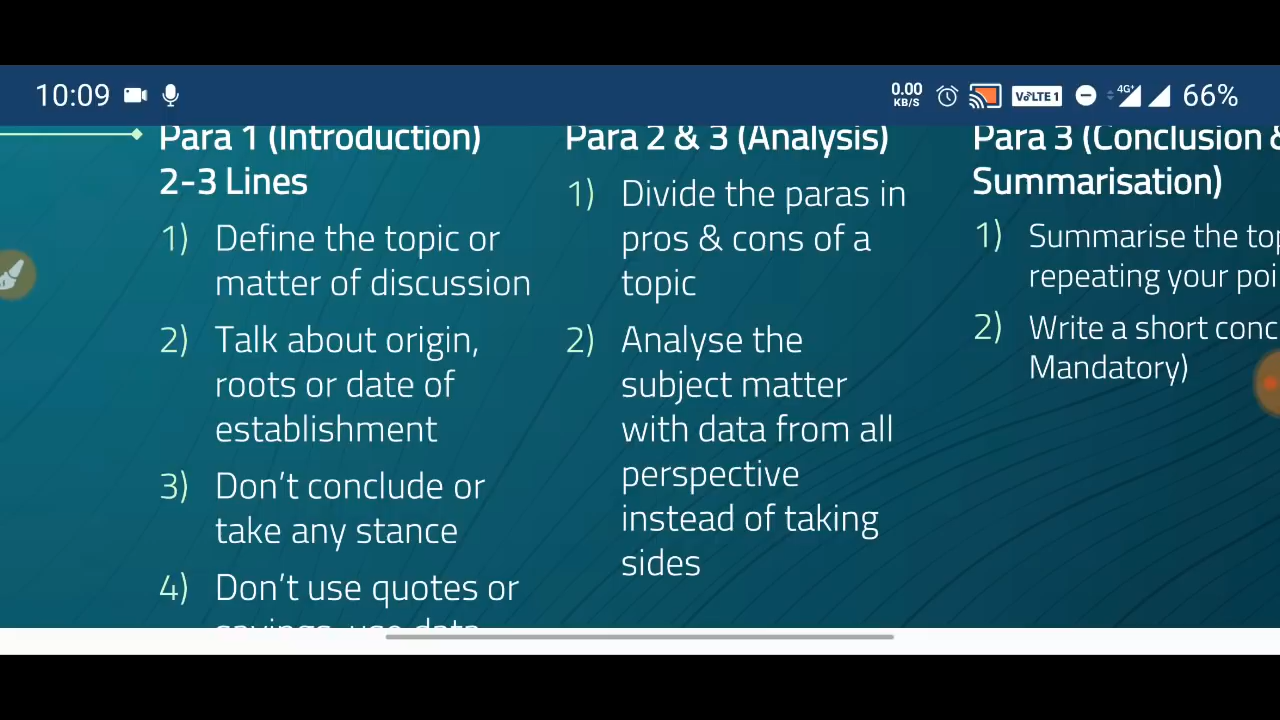 10:09
0.00 KB/S
VoLTE 1
4G+
66%
Para 1 (Introduction)
2-3 Lines
1) Define the topic or
matter of discussion
2) Talk about origin,
roots or date of
establishment
3) Don't conclude or
take any stance
4) Don't use quotes or
sayings, use data
Para 2 & 3 (Analysis)
1) Divide the paras in
pros & cons of a
topic
2) Analyse the
subject matter
with data from all
perspective
instead of taking
sides
Para 3 (Conclusion &
Summarisation)
1) Summarise the
repeating your
2) Write a short
Mandatory)